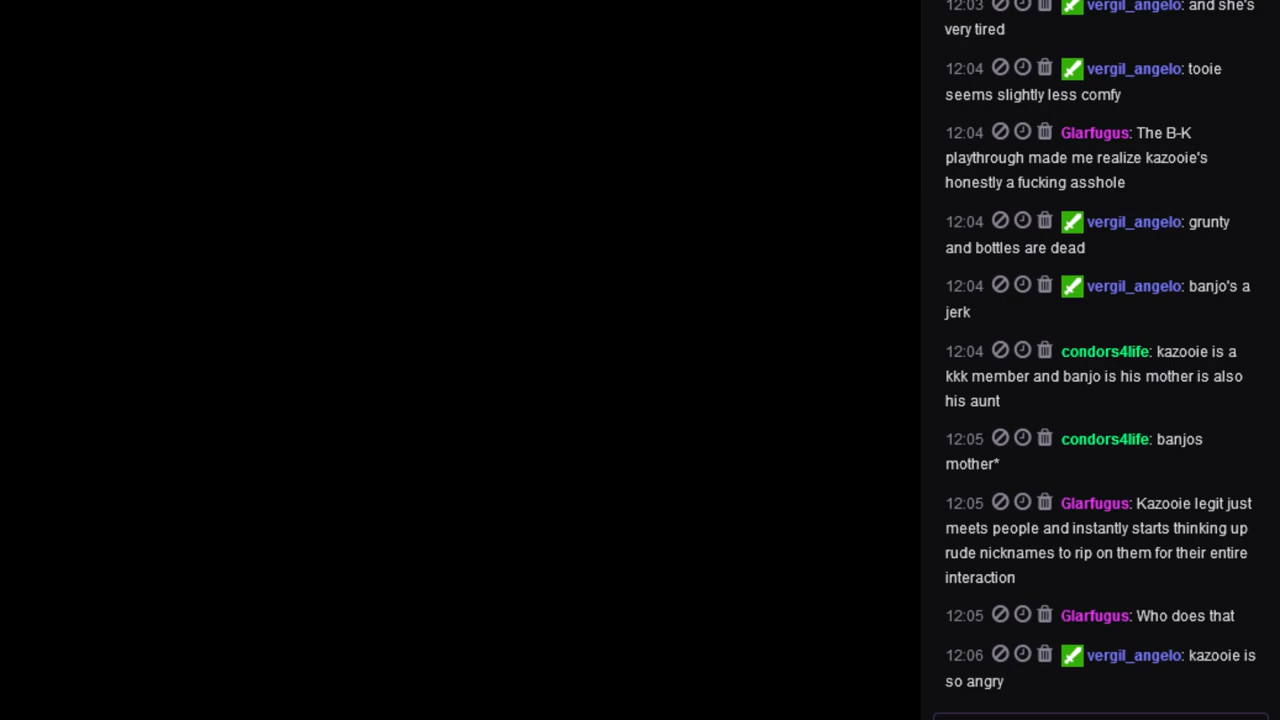 12:03 vergil_angelo: and she's
very tired
12:04 vergil_angelo: tooie
seems slightly less comfy
12:04 Glarfugus: The B-K
playthrough made me realize kazooie's
honestly a fucking asshole
12:04 vergil_angelo: grunty
and bottles are dead
12:04 vergil_angelo: banjo's a
jerk
12:04 condors4life: kazooie is a
kkk member and banjo is his mother is also
his aunt
12:05 condors4life: banjos
mother*
12:05 Glarfugus: Kazooie legit just
meets people and instantly starts thinking up
rude nicknames to rip on them for their entire
interaction
12:05 Glarfugus: Who does that
12:06 vergil_angelo: kazooie is
so angry